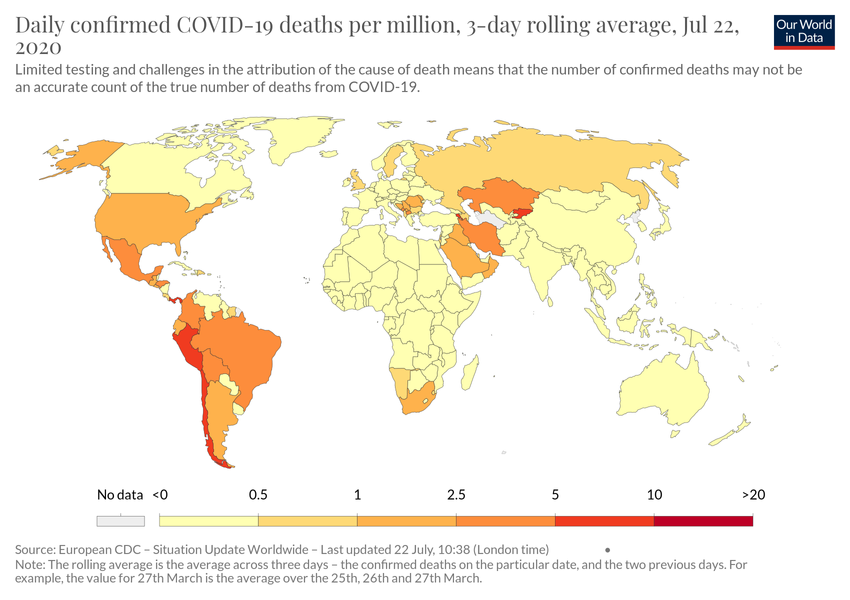 Daily confirmed COVID-19 deaths per million, 3-day rolling average, Jul 22,
2020
Our World
in Data
Limited testing and challenges in the attribution of the cause of death means that the number of confirmed deaths may not be
an accurate count of the true number of deaths from COVID-19.
No data <0 0.5 1 2.5 5 10 >20
Source: European CDC – Situation Update Worldwide – Last updated 22 July, 10:38 (London time) •
Note: The rolling average is the average across three days – the confirmed deaths on the particular date, and the two previous days. For
example, the value for 27th March is the average over the 25th, 26th and 27th March.